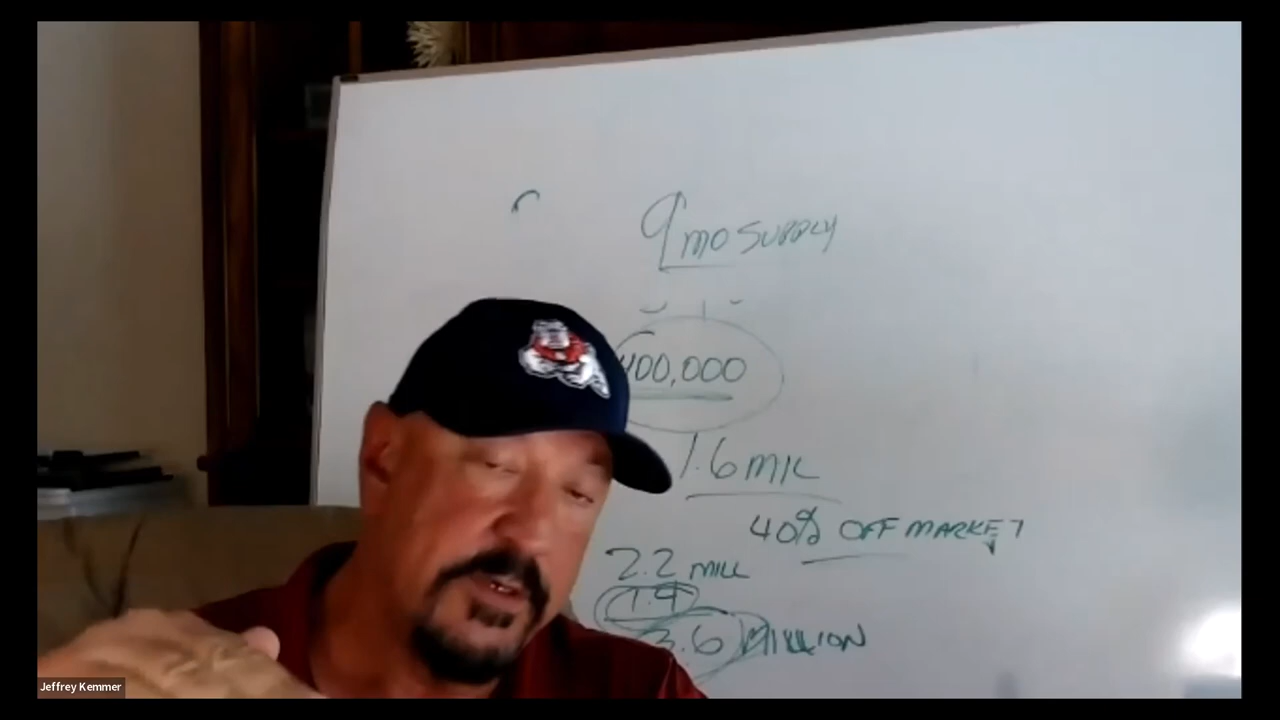 9 MO SUPPLY
400,000
1.6 MIL
40% OFF MARKET
2.2 MILL
1.9
3.6 MILLION
Jeffrey Kemmer